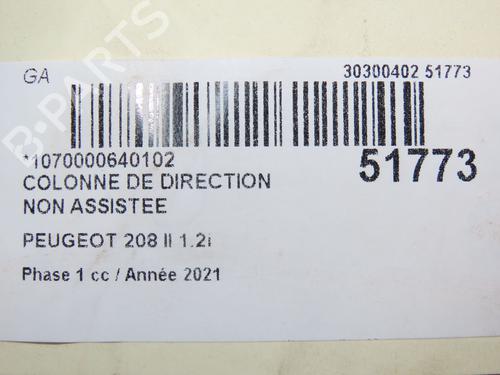 GA
30300402 51773
*1070000640102
51773
COLONNE DE DIRECTION
NON ASSISTEE
PEUGEOT 208 II 1.2i
Phase 1 cc / Année 2021
B-PARTS